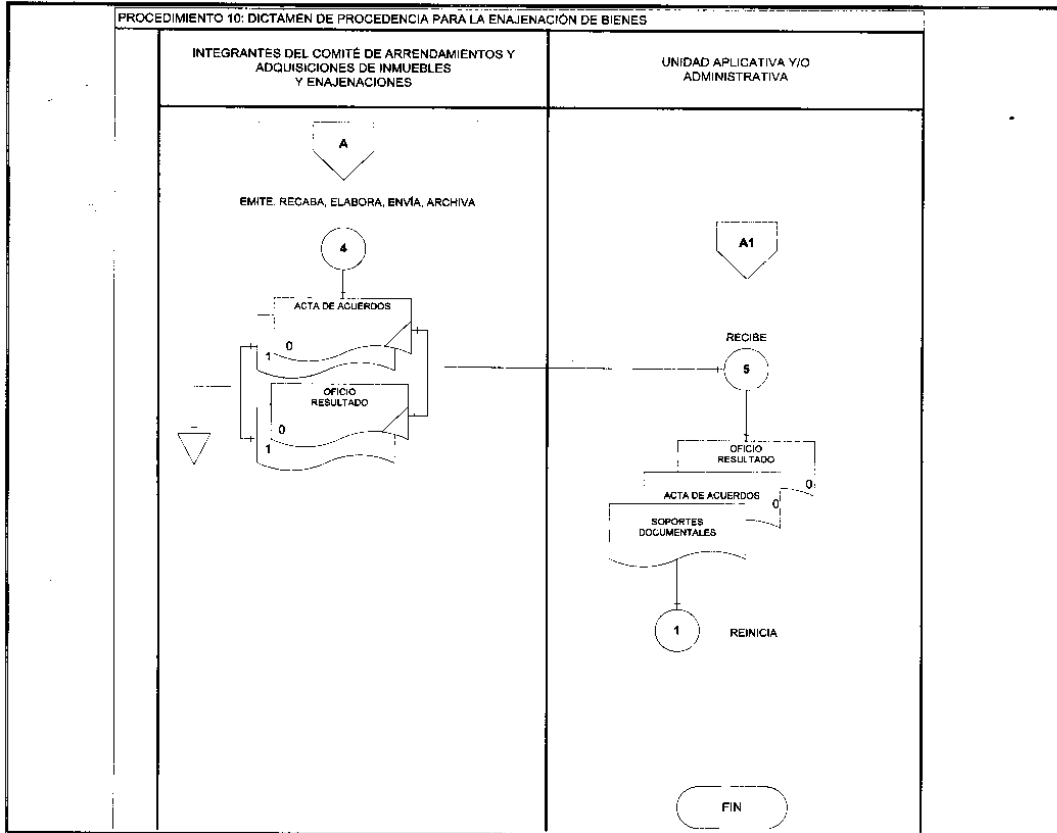 PROCEDIMIENTO 10: DICTAMEN DE PROCEDENCIA PARA LA ENAJENACIÓN DE BIENES
INTEGRANTES DEL COMITÉ DE ARRENDAMIENTOS Y
ADQUISICIONES DE INMUEBLES
Y ENAJENACIONES
UNIDAD APLICATIVA Y/O
ADMINISTRATIVA
A
EMITE. RECABA, ELABORA, ENVÍA, ARCHIVA
4
ACTA DE ACUERDOS
0
1
OFICIO
RESULTADO
0
1
A1
RECIBE
5
OFICIO
RESULTADO
0
ACTA DE ACUERDOS
0
SOPORTES
DOCUMENTALES
1
REINICIA
FIN